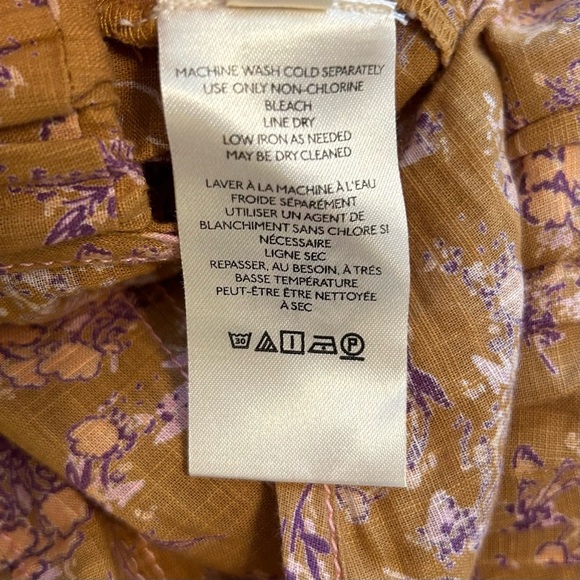 MACHINE WASH COLD SEPARATELY
USE ONLY NON-CHLORINE
BLEACH
LINE DRY
LOW IRON AS NEEDED
MAY BE DRY CLEANED
LAVER À LA MACHINE À L'EAU
FROIDE SÉPARÉMENT
UTILISER UN AGENT DE
BLANCHIMENT SANS CHLORE SI
NÉCESSAIRE
LIGNE SEC
REPASSER, AU BESOIN, À TRÉS
BASSE TEMPÉRATURE
PEUT-ÊTRE ÊTRE NETTOYÉE
À SEC
30 P